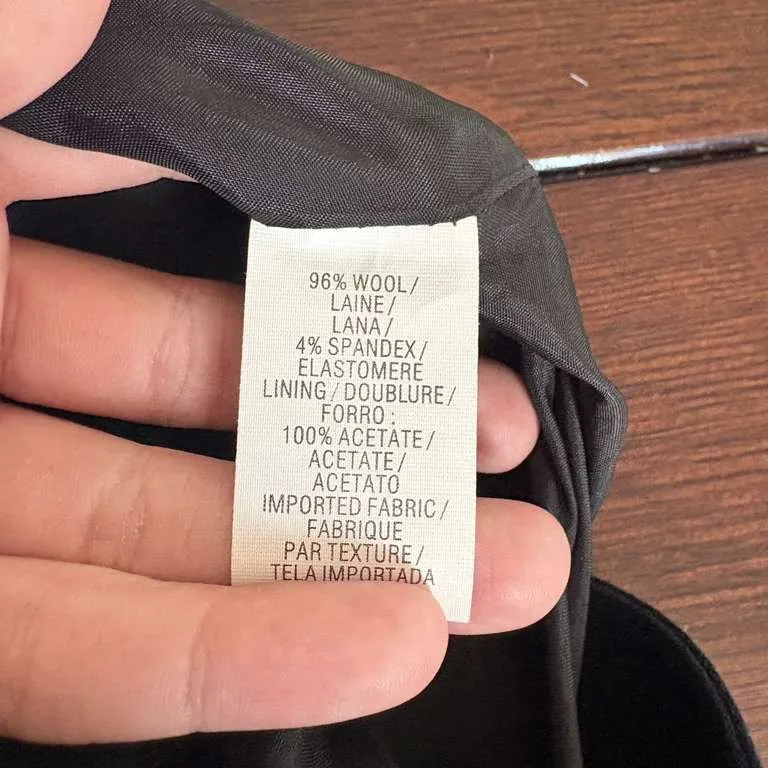 96% WOOL/
LAINE/
LANA/
4% SPANDEX/
ELASTOMERE
LINING/DOUBLURE/
FORRO:
100% ACETATE/
ACETATE/
ACETATO
IMPORTED FABRIC/
FABRIQUE
PAR TEXTURE/
TELA IMPORTADA